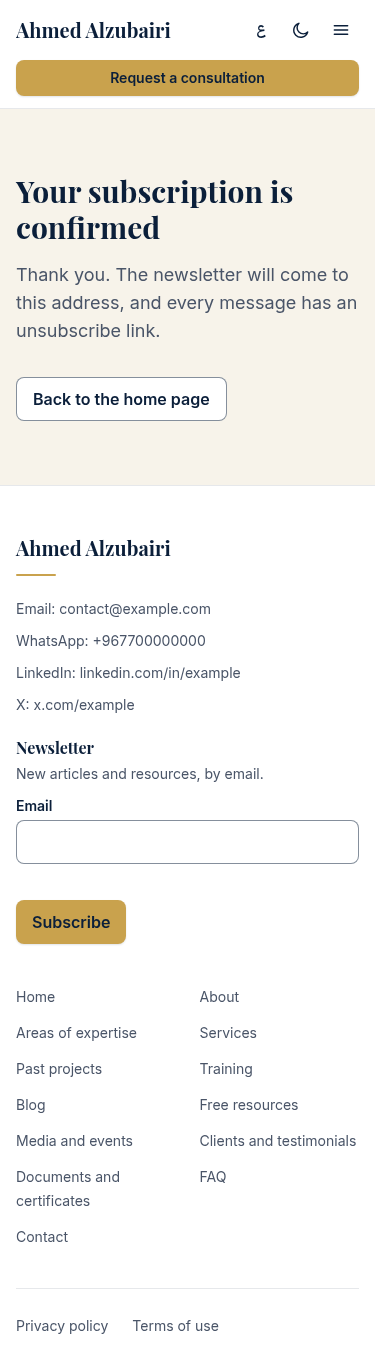 Ahmed Alzubairi
ع
Request a consultation
Your subscription is
confirmed
Thank you. The newsletter will come to
this address, and every message has an
unsubscribe link.
Back to the home page
Ahmed Alzubairi
Email: contact@example.com
WhatsApp: +967700000000
LinkedIn: linkedin.com/in/example
X: x.com/example
Newsletter
New articles and resources, by email.
Email
Subscribe
Home
About
Areas of expertise
Services
Past projects
Training
Blog
Free resources
Media and events
Clients and testimonials
Documents and
certificates
FAQ
Contact
Privacy policy
Terms of use